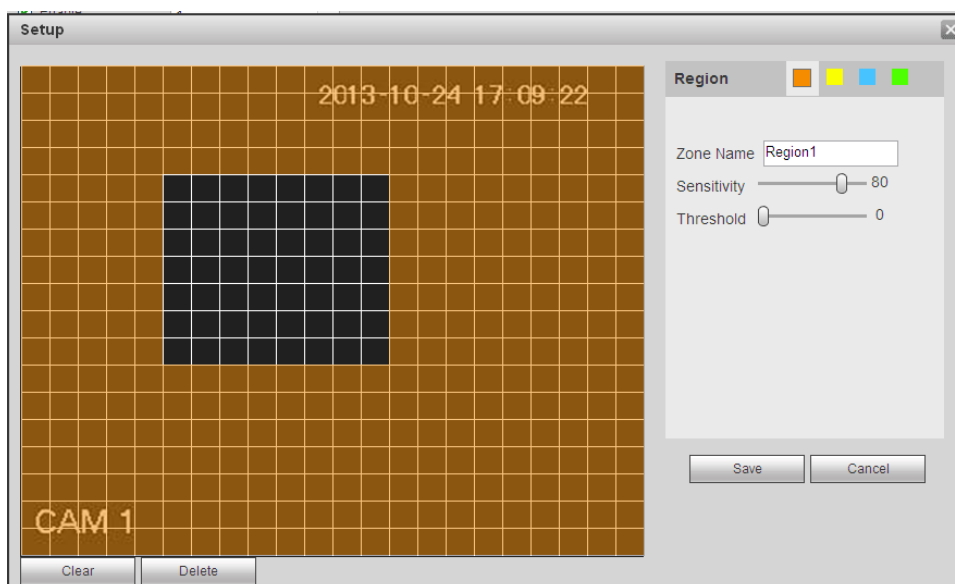 Setup
2013-10-24 17:09:22
Region
Zone Name Region1
Sensitivity 80
Threshold 0
Save Cancel
CAM 1
Clear Delete